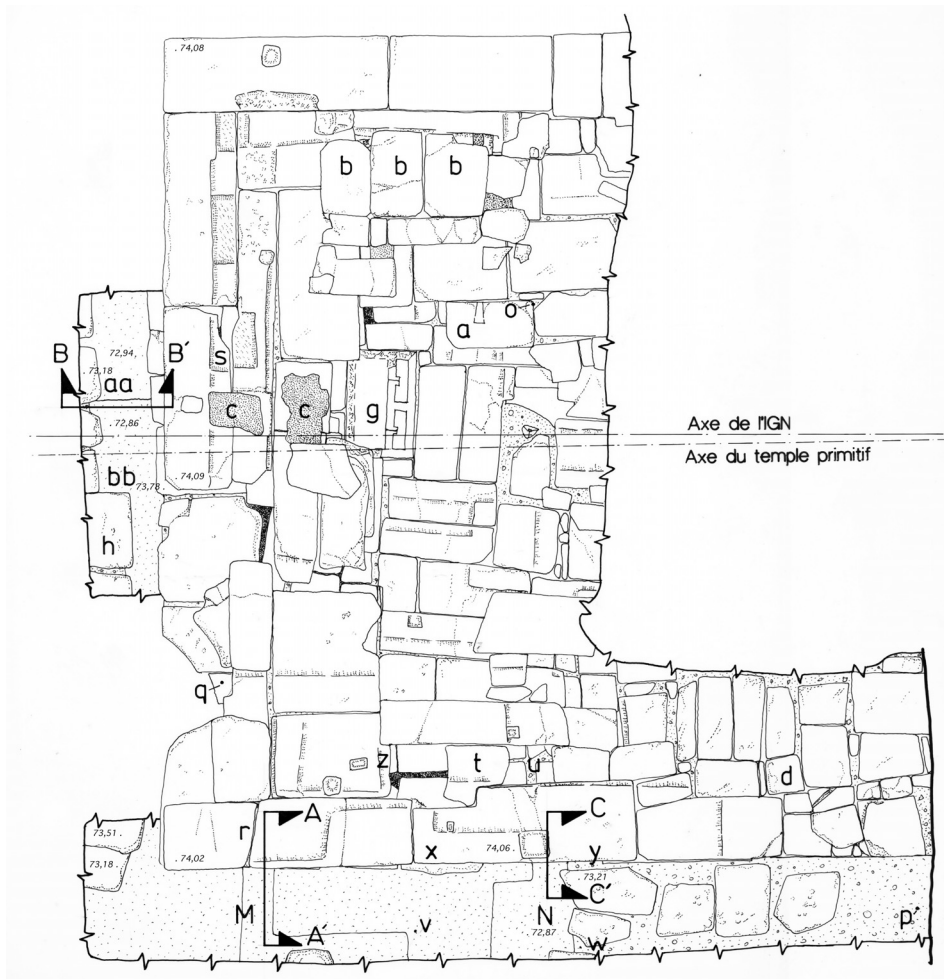 . 74,08
b b b
o
a
B B´ s
72,94 .
73,18
aa
c c g
. 72,86
Axe de l'IGN
Axe du temple primitif
bb
73,78 .
. 74,09
h
q
z t u d
A C
73,51 .
r
73,18 .
. 74,02
x 74,06 . y
. 73,21
C´
M .v N p
72,87
A´ w